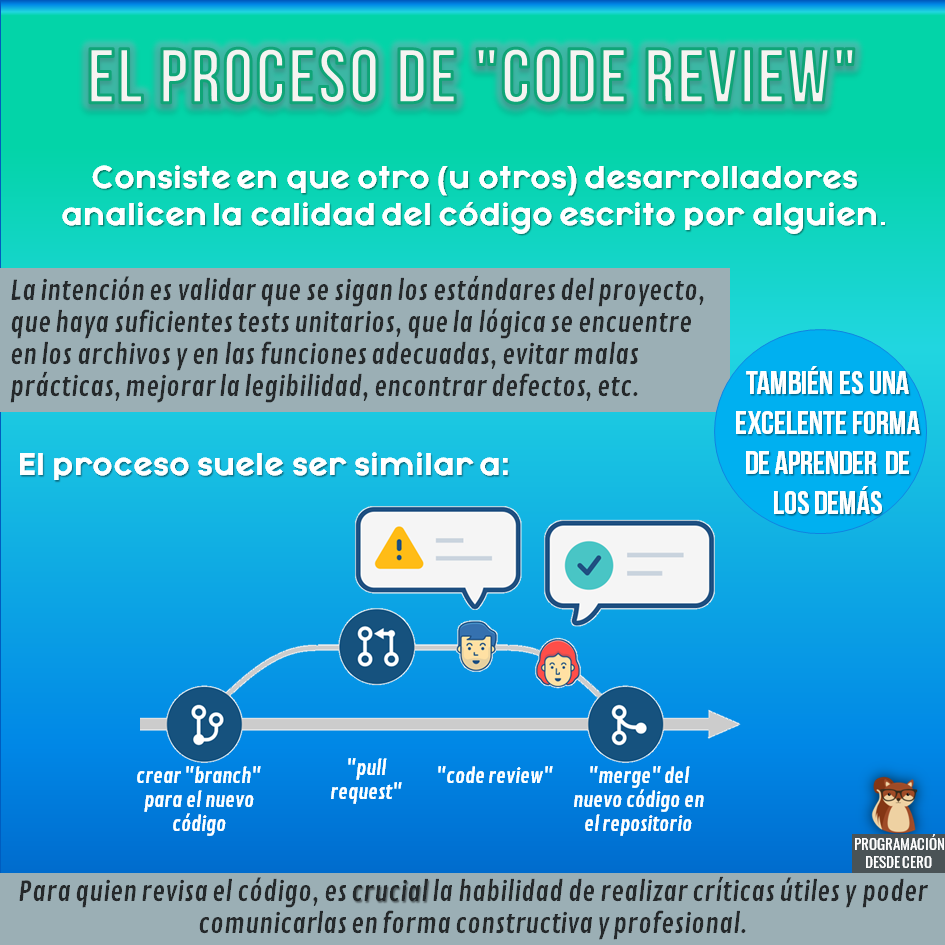 EL PROCESO DE "CODE REVIEW"
Consiste en que otro (u otros) desarrolladores
analicen la calidad del código escrito por alguien.
La intención es validar que se sigan los estándares del proyecto,
que haya suficientes tests unitarios, que la lógica se encuentre
en los archivos y en las funciones adecuadas, evitar malas
prácticas, mejorar la legibilidad, encontrar defectos, etc.
TAMBIÉN ES UNA
EXCELENTE FORMA
DE APRENDER DE
LOS DEMÁS
El proceso suele ser similar a:
crear "branch"
para el nuevo
código
"pull
request"
"code review"
"merge" del
nuevo código en
el repositorio
PROGRAMACIÓN
DESDE CERO
Para quien revisa el código, es crucial la habilidad de realizar críticas útiles y poder
comunicarlas en forma constructiva y profesional.